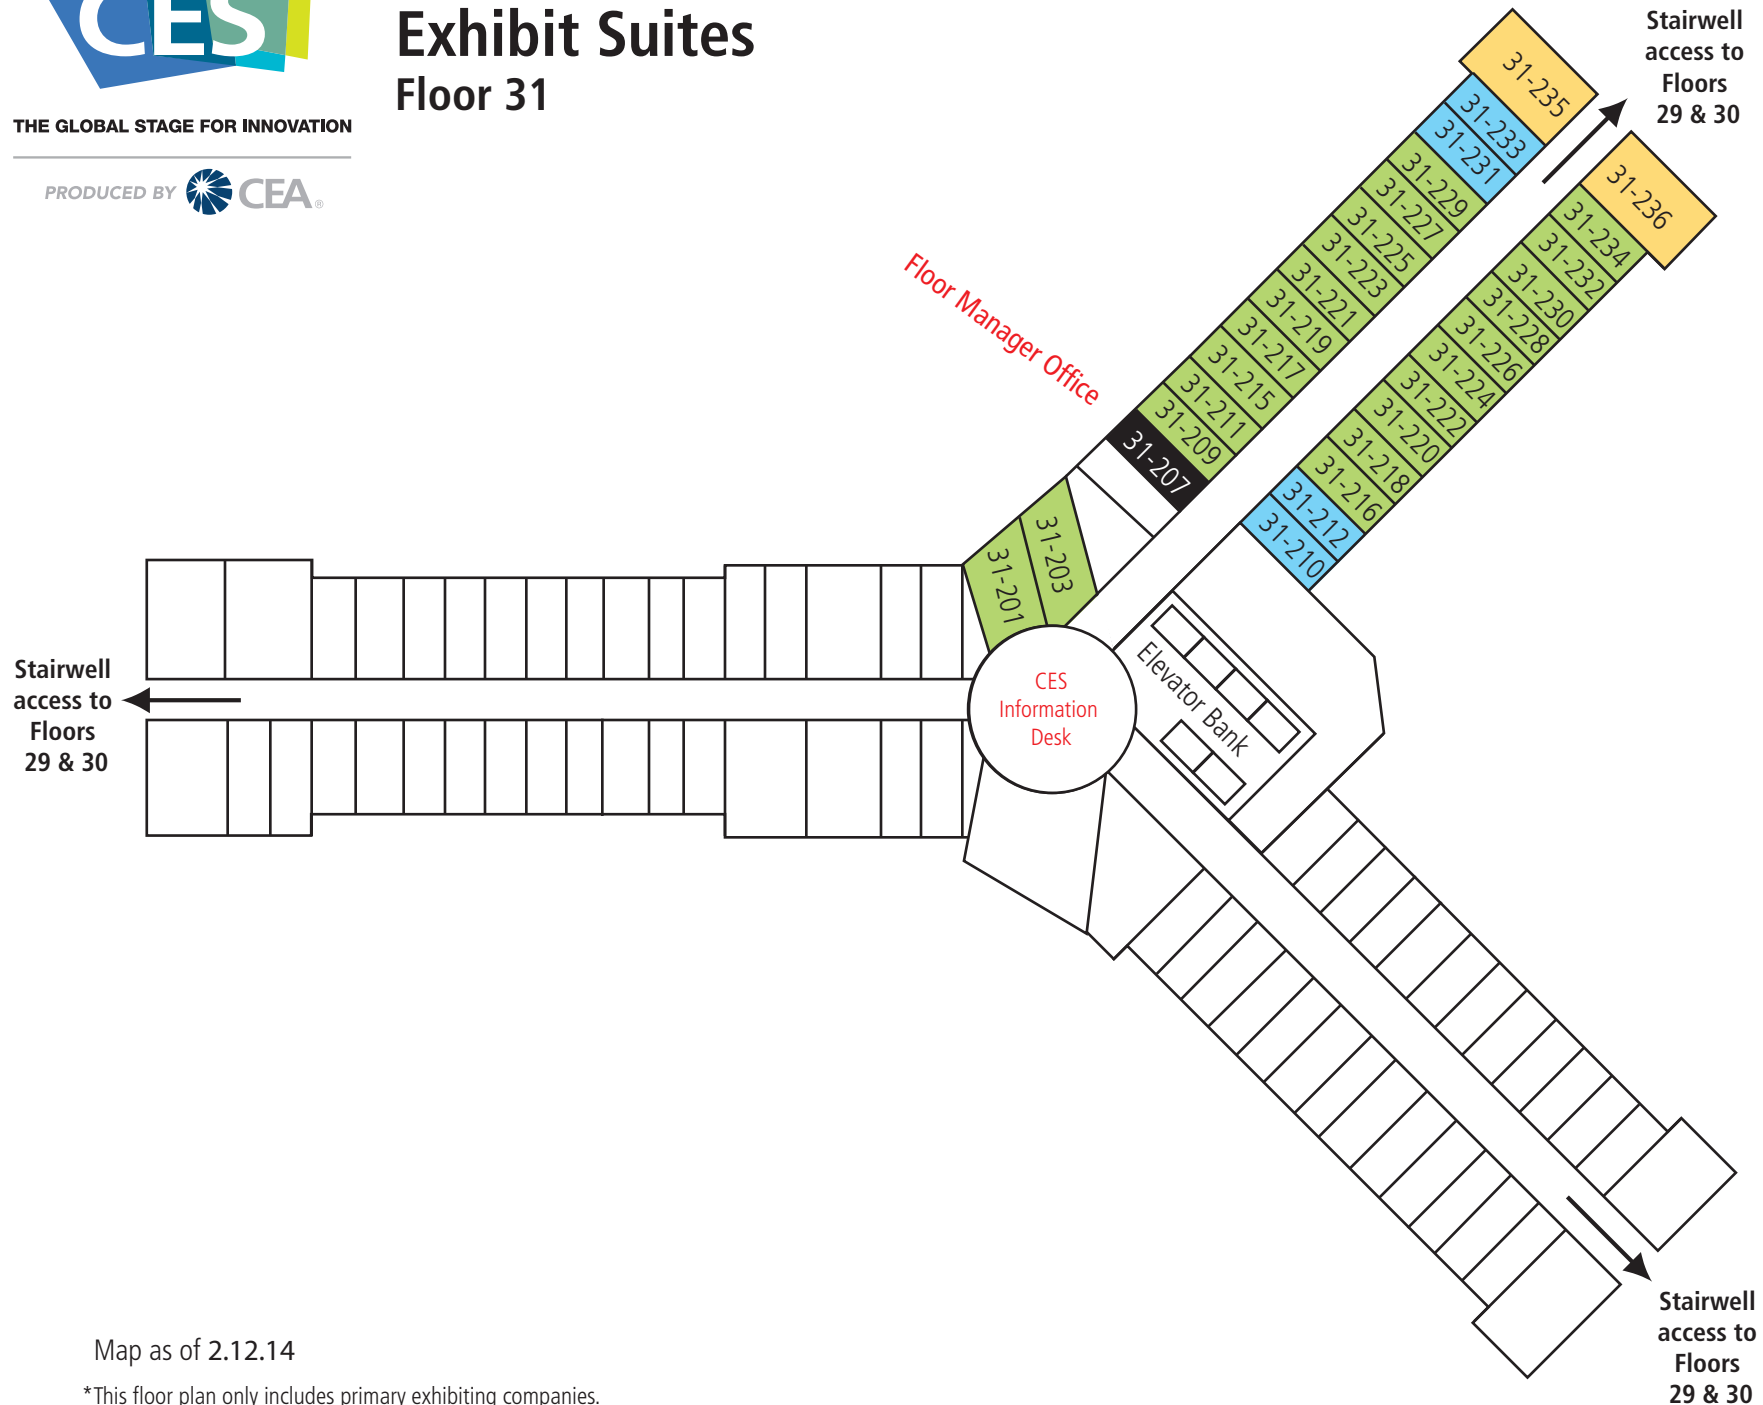 CES
Exhibit Suites
Floor 31
THE GLOBAL STAGE FOR INNOVATION
PRODUCED BY CEA®
Stairwell
access to
Floors
29 & 30
31-235
31-233
31-231
31-229
31-227
31-225
31-223
31-221
31-219
31-217
31-215
31-211
31-209
31-207
Floor Manager Office
31-236
31-234
31-232
31-230
31-228
31-226
31-224
31-222
31-220
31-218
31-216
31-212
31-210
31-203
31-201
CES
Information
Desk
Elevator Bank
Stairwell
access to
Floors
29 & 30
Stairwell
access to
Floors
29 & 30
Map as of 2.12.14
*This floor plan only includes primary exhibiting companies.